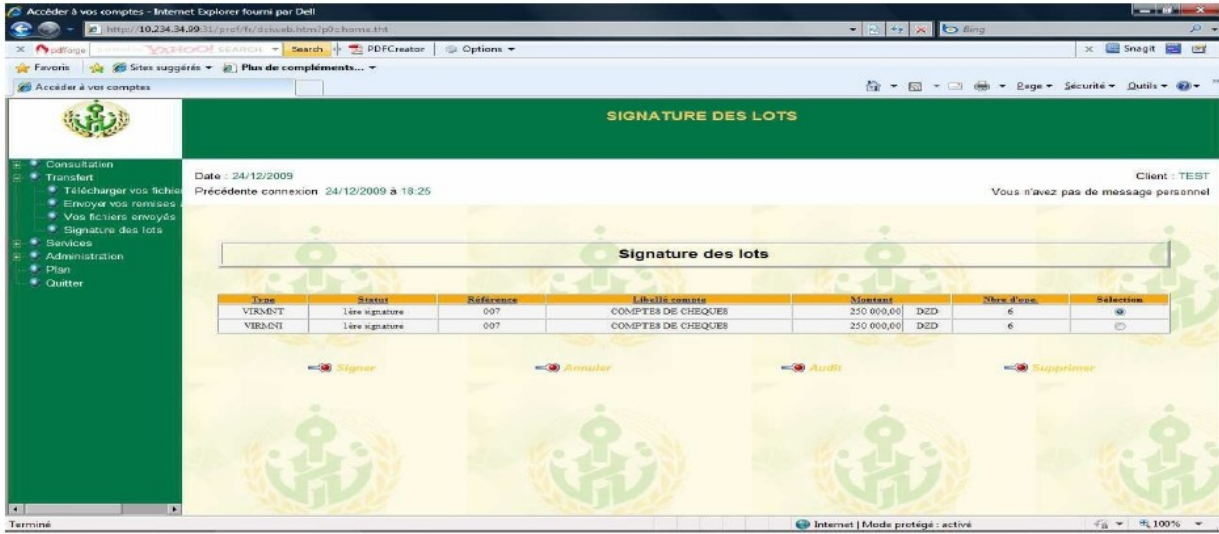 Accéder à vos comptes - Internet Explorer fourni par Dell
Bing
pdfforge SEARCH Search PDFCreator Options Snagit
Favoris Sites suggérés Plus de compléments...
Accéder à vos comptes Page Sécurité Outils
SIGNATURE DES LOTS
Consultation
Transfert
Télécharger vos fichier
Envoyer vos remises
Vos fichiers envoyés
Signature des lots
Services
Administration
Plan
Quitter
Date : 24/12/2009 Client : TEST
Précédente connexion 24/12/2009 à 18:25 Vous n'avez pas de message personnel
Signature des lots
Type Statut Référence Libellé compte Montant Nbre d'ope. Sélection
VIRMNT 1ère signature 007 COMPTES DE CHEQUES 250 000,00 DZD 6
1ère signature 007 COMPTES DE CHEQUES 250 000,00 DZD 6
Signer Annuler Audit Supprimer
Terminé Internet | Mode protégé : activé 100%